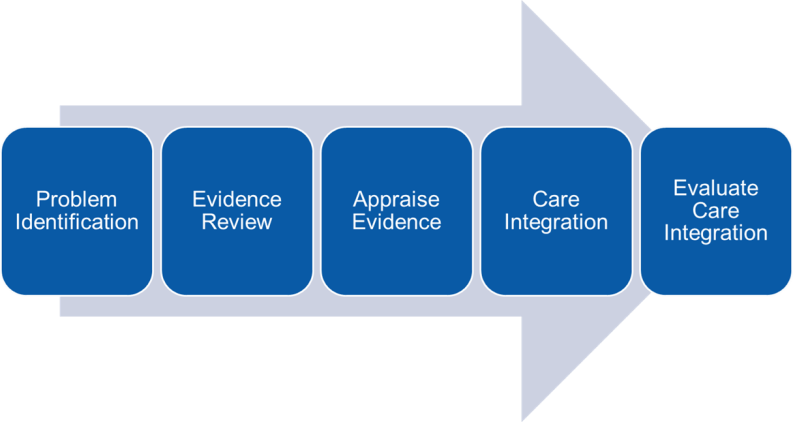 Problem
Identification
Evidence
Review
Appraise
Evidence
Care
Integration
Evaluate
Care
Integration